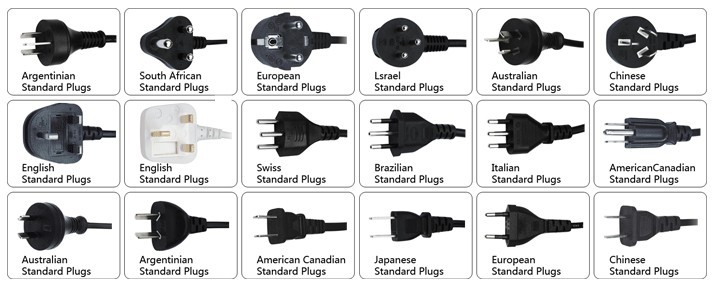 Argentinian
Standard Plugs
South African
Standard Plugs
European
Standard Plugs
Lsrael
Standard Plugs
Australian
Standard Plugs
Chinese
Standard Plugs
English
Standard Plugs
English
Standard Plugs
Swiss
Standard Plugs
Brazilian
Standard Plugs
Italian
Standard Plugs
AmericanCanadian
Standard Plugs
Australian
Standard Plugs
Argentinian
Standard Plugs
American Canadian
Standard Plugs
Japanese
Standard Plugs
European
Standard Plugs
Chinese
Standard Plugs